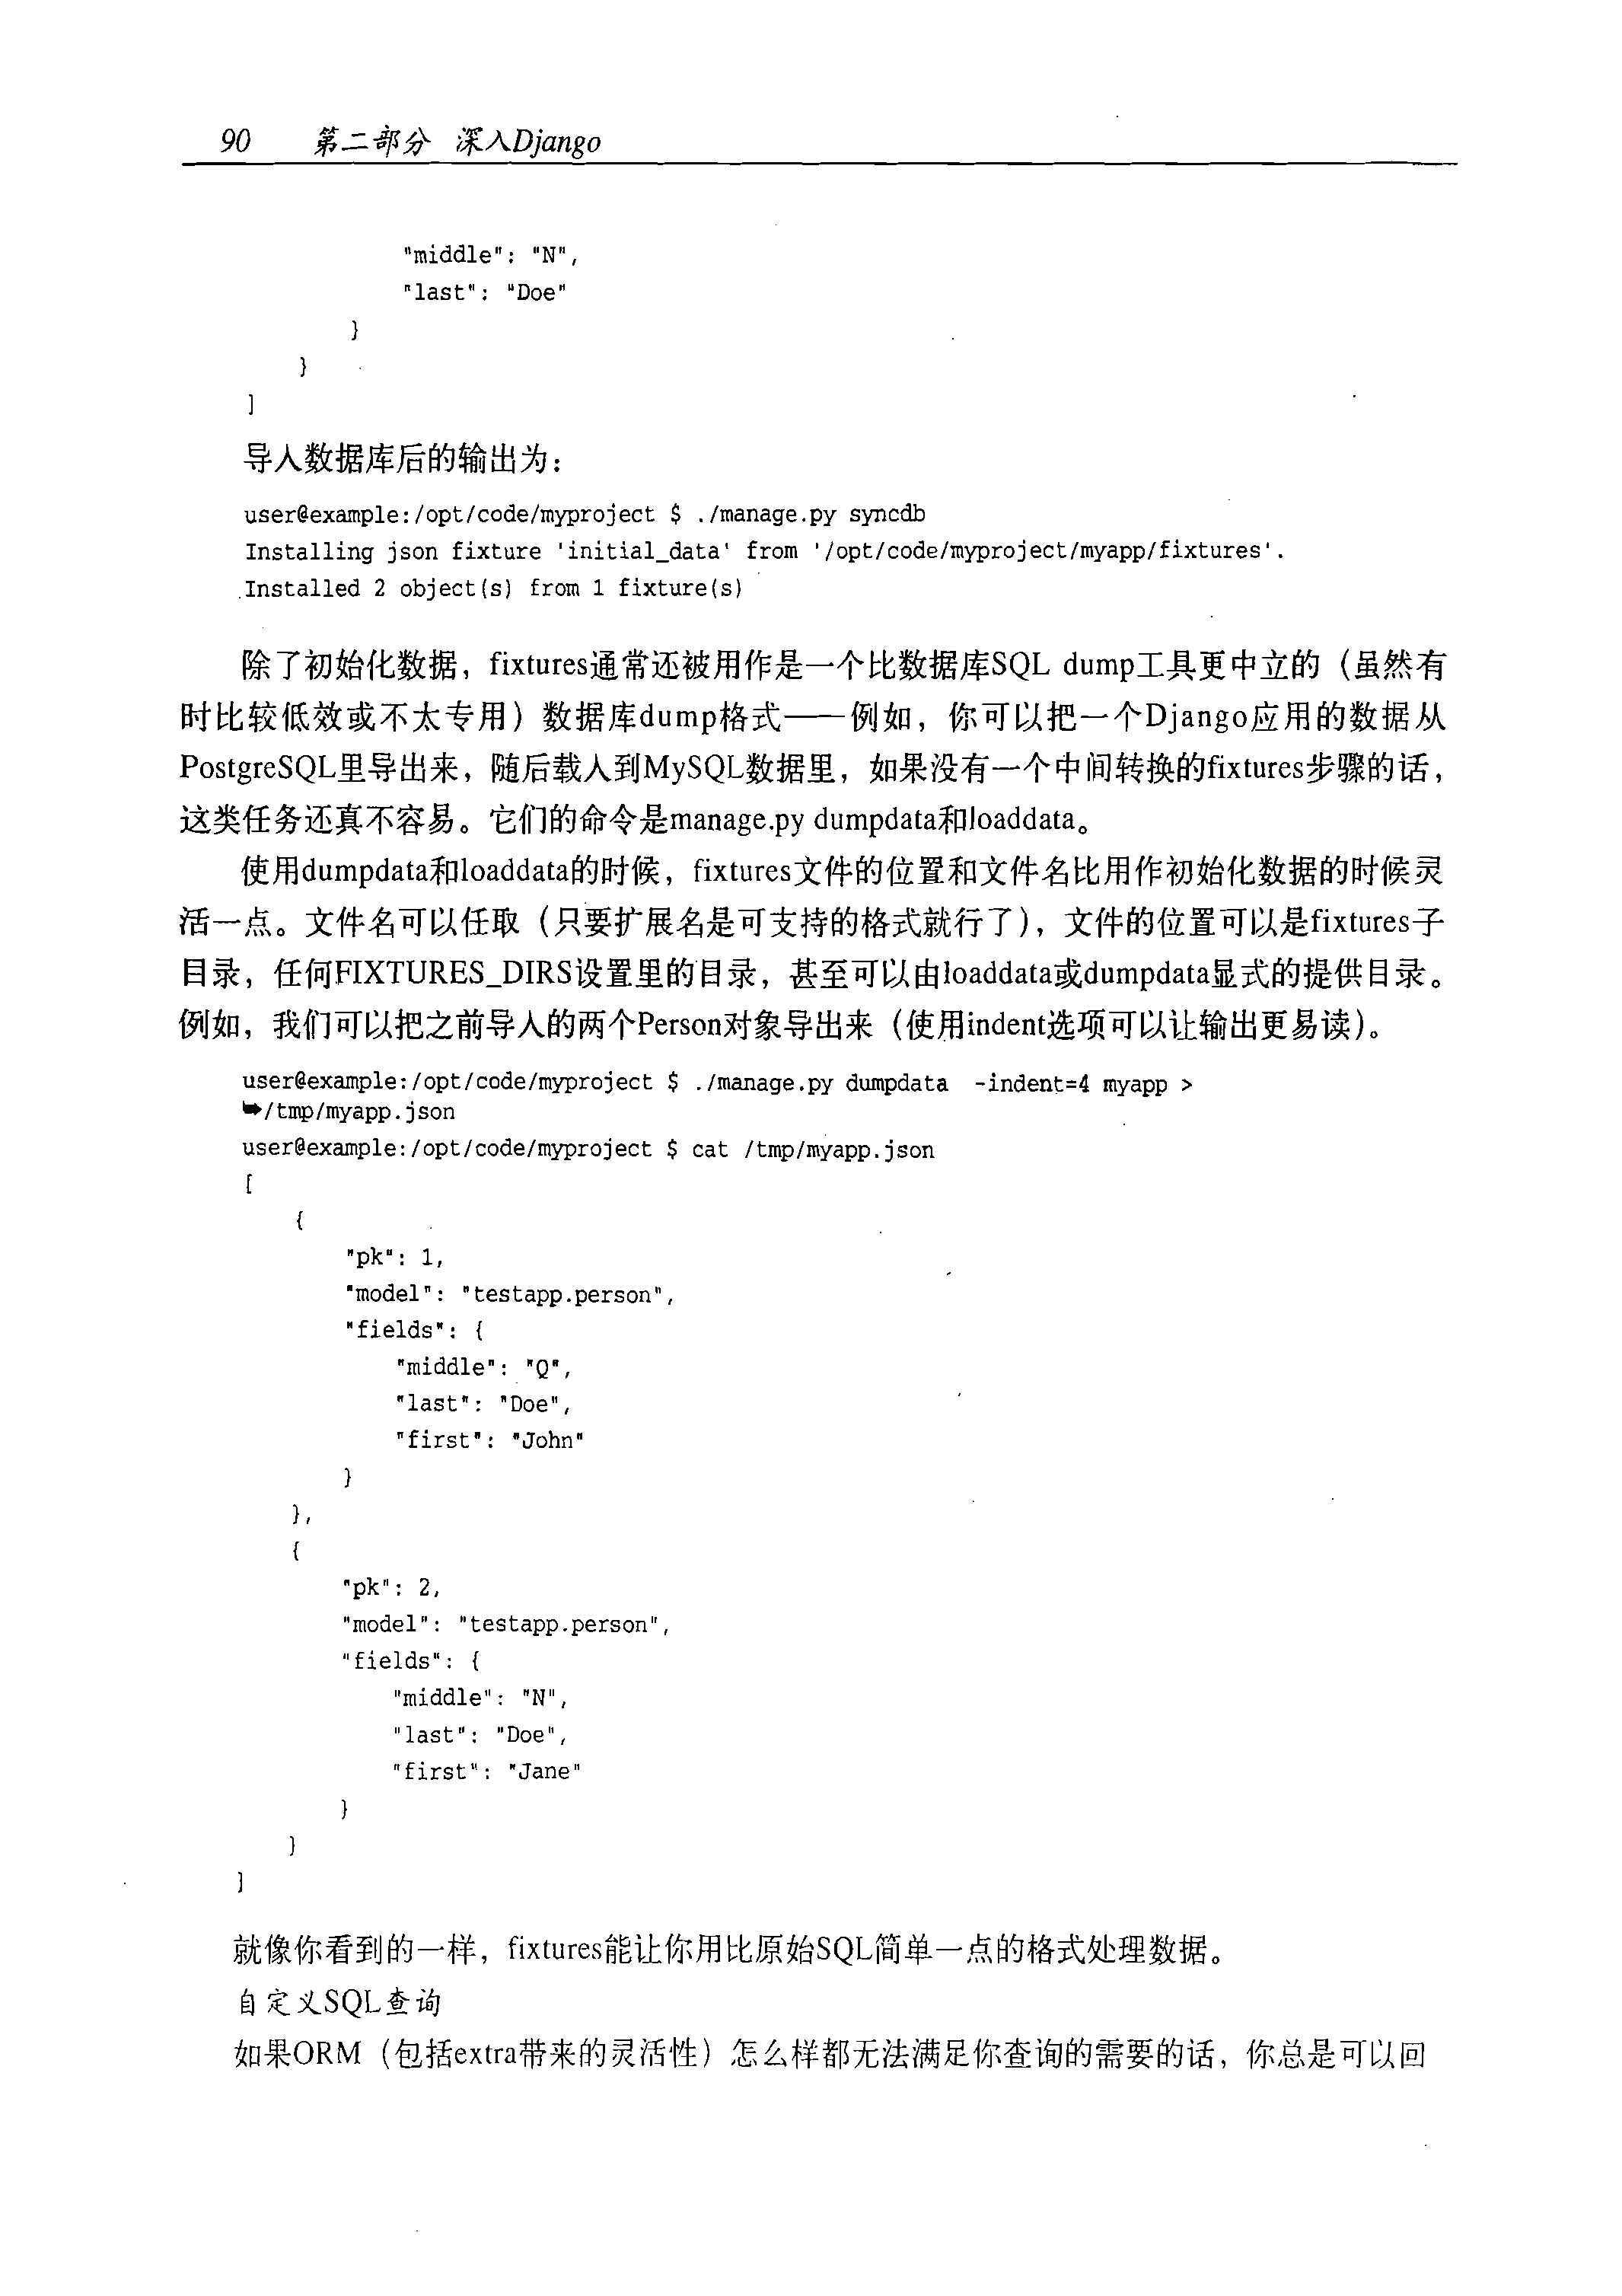 90 第二部分 深入Django
"middle": "N",
"last": "Doe"
}
}
]
导入数据库后的输出为：
user@example:/opt/code/myproject $ ./manage.py syncdb
Installing json fixture 'initial_data' from '/opt/code/myproject/myapp/fixtures'.
Installed 2 object(s) from 1 fixture(s)
除了初始化数据，fixtures通常还被用作是一个比数据库SQL dump工具更中立的（虽然有
时比较低效或不太专用）数据库dump格式——例如，你可以把一个Django应用的数据从
PostgreSQL里导出来，随后载入到MySQL数据里，如果没有一个中间转换的fixtures步骤的话，
这类任务还真不容易。它们的命令是manage.py dumpdata和loaddata。
使用dumpdata和loaddata的时候，fixtures文件的位置和文件名比用作初始化数据的时候灵
活一点。文件名可以任取（只要扩展名是可支持的格式就行了），文件的位置可以是fixtures子
目录，任何FIXTURES_DIRS设置里的目录，甚至可以由loaddata或dumpdata显式的提供目录。
例如，我们可以把之前导入的两个Person对象导出来（使用indent选项可以让输出更易读）。
user@example:/opt/code/myproject $ ./manage.py dumpdata -indent=4 myapp >
➥/tmp/myapp.json
user@example:/opt/code/myproject $ cat /tmp/myapp.json
[
{
"pk": 1,
"model": "testapp.person",
"fields": {
"middle": "Q",
"last": "Doe",
"first": "John"
}
},
{
"pk": 2,
"model": "testapp.person",
"fields": {
"middle": "N",
"last": "Doe",
"first": "Jane"
}
}
]
就像你看到的一样，fixtures能让你用比原始SQL简单一点的格式处理数据。
自定义SQL查询
如果ORM（包括extra带来的灵活性）怎么样都无法满足你查询的需要的话，你总是可以回